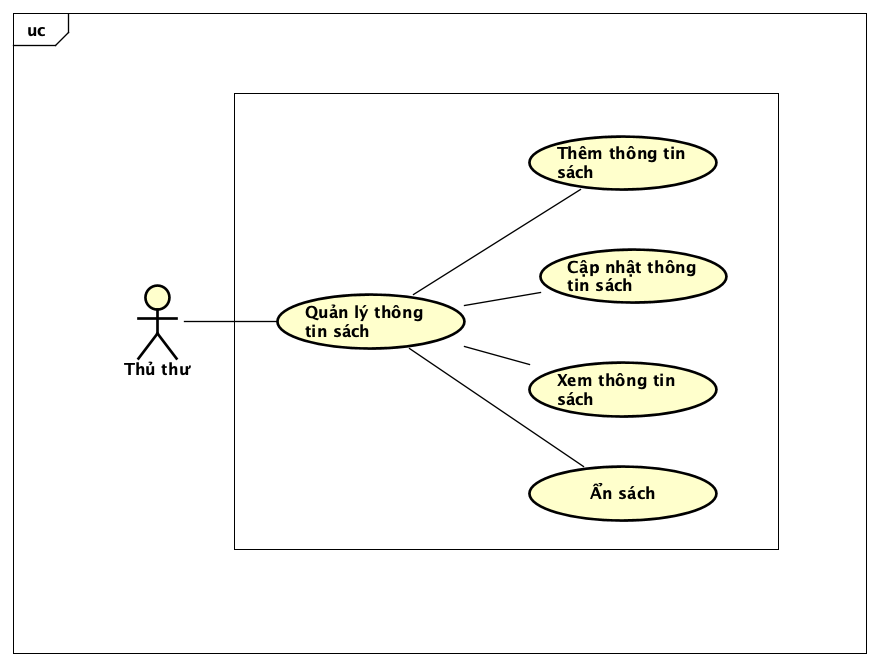 uc
Thêm thông tin
sách
Cập nhật thông
tin sách
Quản lý thông
tin sách
Thủ thư
Xem thông tin
sách
Ẩn sách